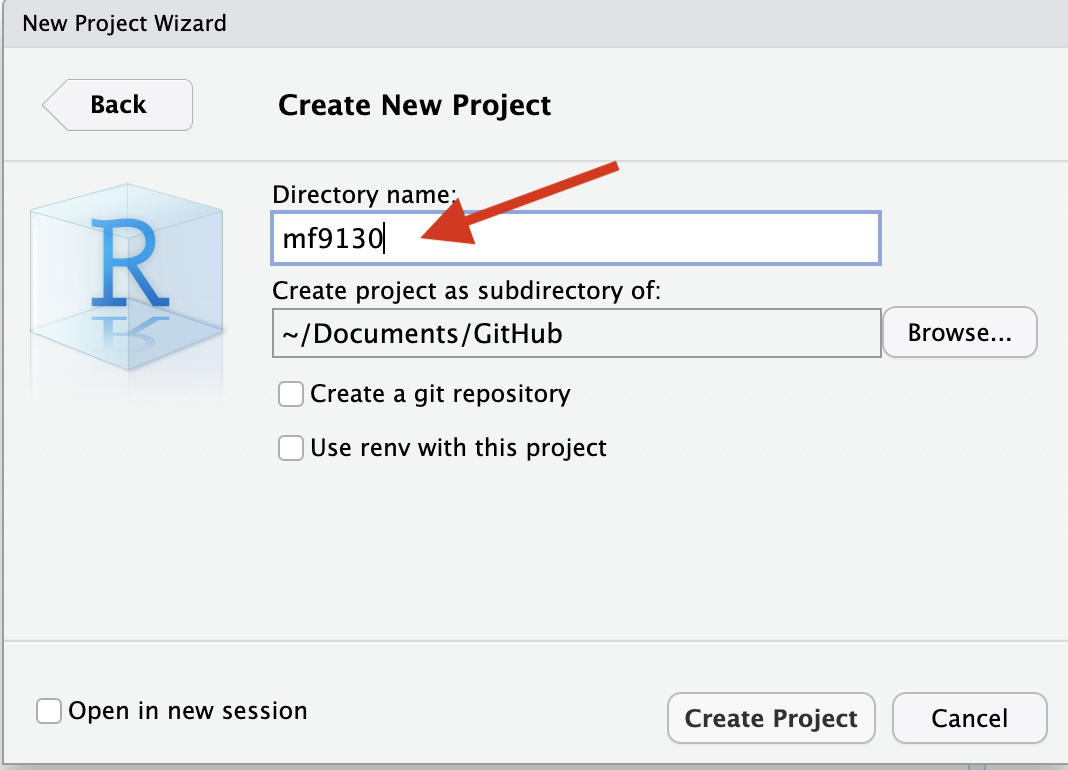 New Project Wizard
Back
Create New Project
R
Directory name:
mf9130
Create project as subdirectory of:
~/Documents/GitHub
Browse...
Create a git repository
Use renv with this project
Open in new session
Create Project
Cancel